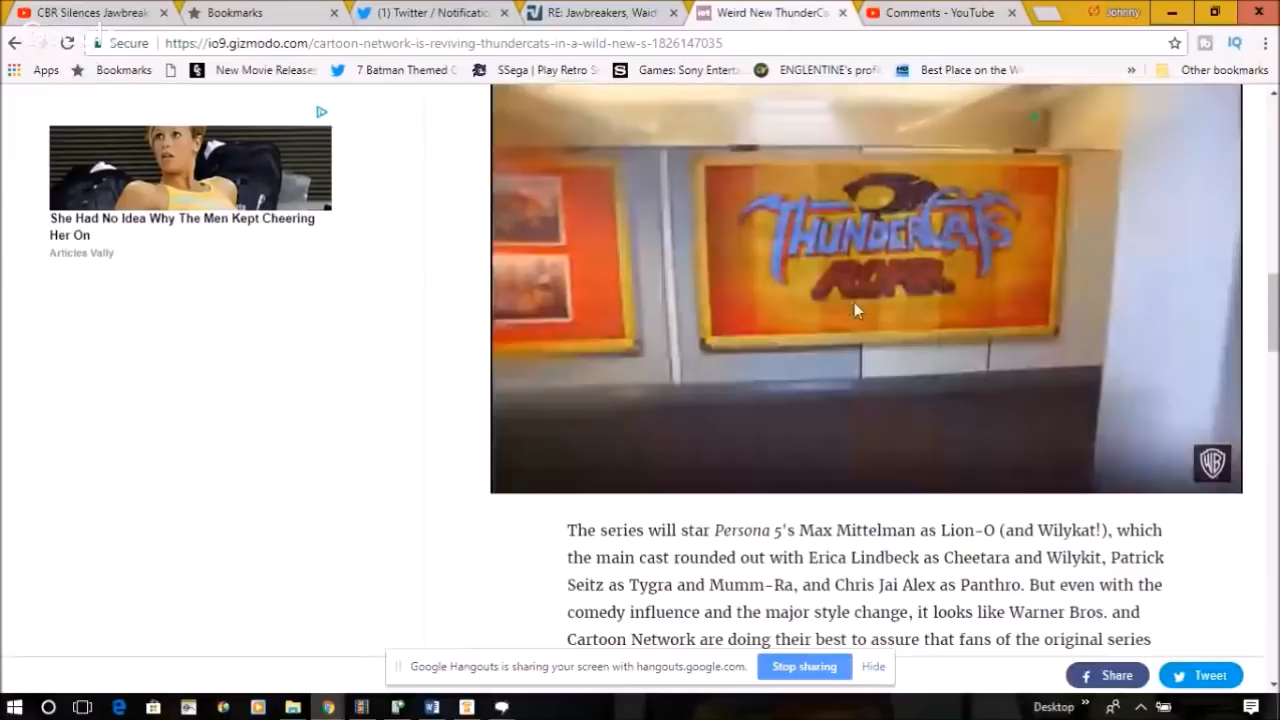 CBR Silences Jawbreak
Bookmarks
(1) Twitter / Notificatic
RE: Jawbreakers, Waid
Weird New ThunderCa
Comments - YouTube
Johnny
Secure
https://io9.gizmodo.com/cartoon-network-is-reviving-thundercats-in-a-wild-new-s-1826147035
IQ
Apps
Bookmarks
New Movie Release
7 Batman Themed
SSega | Play Retro S
Games: Sony Enterta
ENGLENTINE's profi
Best Place on the W
Other bookmarks
She Had No Idea Why The Men Kept Cheering
Her On
Articles Vally
THUNDERCATS
ROAR
WB
The series will star Persona 5's Max Mittelman as Lion-O (and Wilykat!), which
the main cast rounded out with Erica Lindbeck as Cheetara and Wilykit, Patrick
Seitz as Tygra and Mumm-Ra, and Chris Jai Alex as Panthro. But even with the
comedy influence and the major style change, it looks like Warner Bros. and
Cartoon Network are doing their best to assure that fans of the original series
Google Hangouts is sharing your screen with hangouts.google.com.
Stop sharing
Hide
Share
Tweet
Desktop